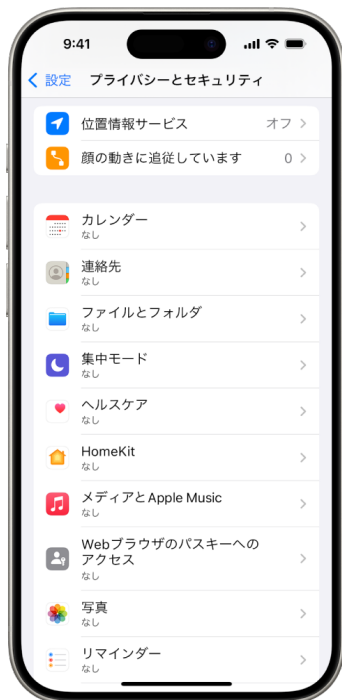 9:41
設定 プライバシーとセキュリティ
位置情報サービス オフ
顔の動きに追従しています 0
カレンダー
なし
連絡先
なし
ファイルとフォルダ
なし
集中モード
なし
ヘルスケア
なし
HomeKit
なし
メディアとApple Music
なし
Webブラウザのパスキーへの
アクセス
なし
写真
なし
リマインダー
なし